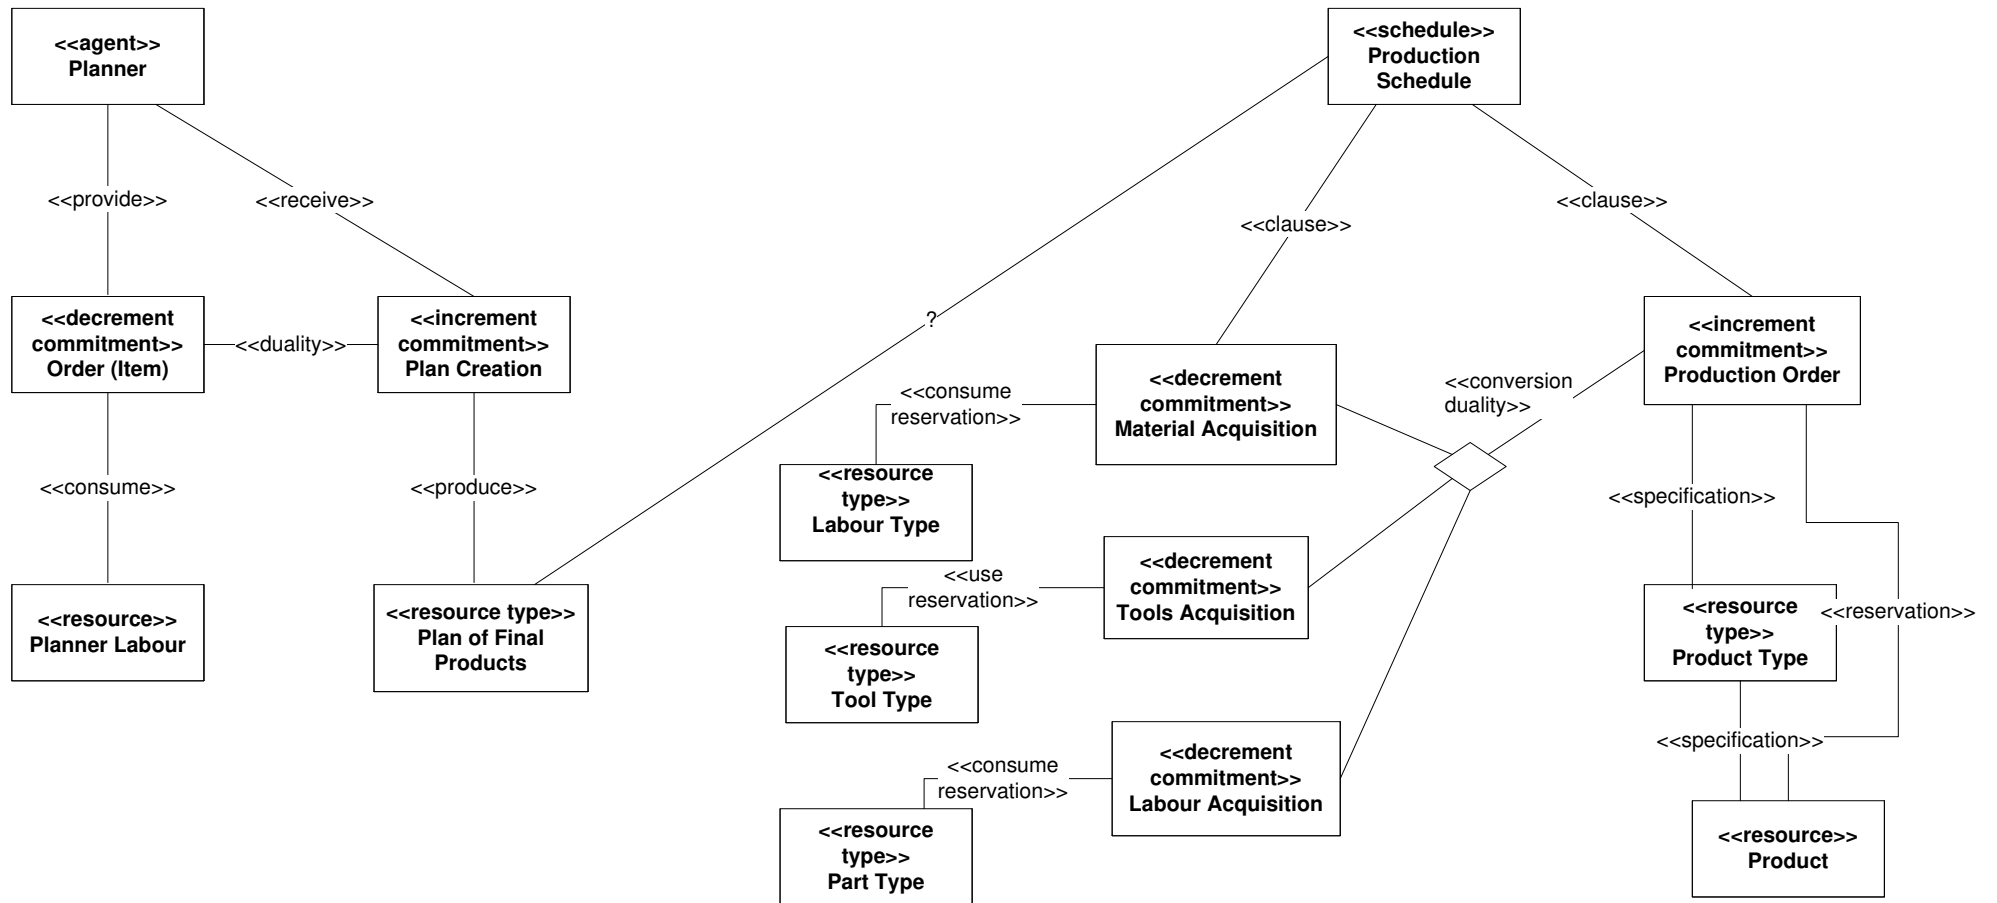 <<agent>>
Planner
<<schedule>>
Production
Schedule
<<provide>>
<<receive>>
<<clause>>
<<clause>>
?
<<decrement
commitment>>
Order (Item)
<<duality>>
<<increment
commitment>>
Plan Creation
<<increment
commitment>>
Production Order
<<decrement
commitment>>
Material Acquisition
<<consume
reservation>>
<<conversion
duality>>
<<consume>>
<<produce>>
<<resource
type>>
Labour Type
<<specification>>
<<decrement
commitment>>
Tools Acquisition
<<use
reservation>>
<<resource>>
Planner Labour
<<resource type>>
Plan of Final
Products
<<resource
type>>
Tool Type
<<resource
type>>
Product Type
<<reservation>>
<<specification>>
<<decrement
commitment>>
Labour Acquisition
<<consume
reservation>>
<<resource
type>>
Part Type
<<resource>>
Product